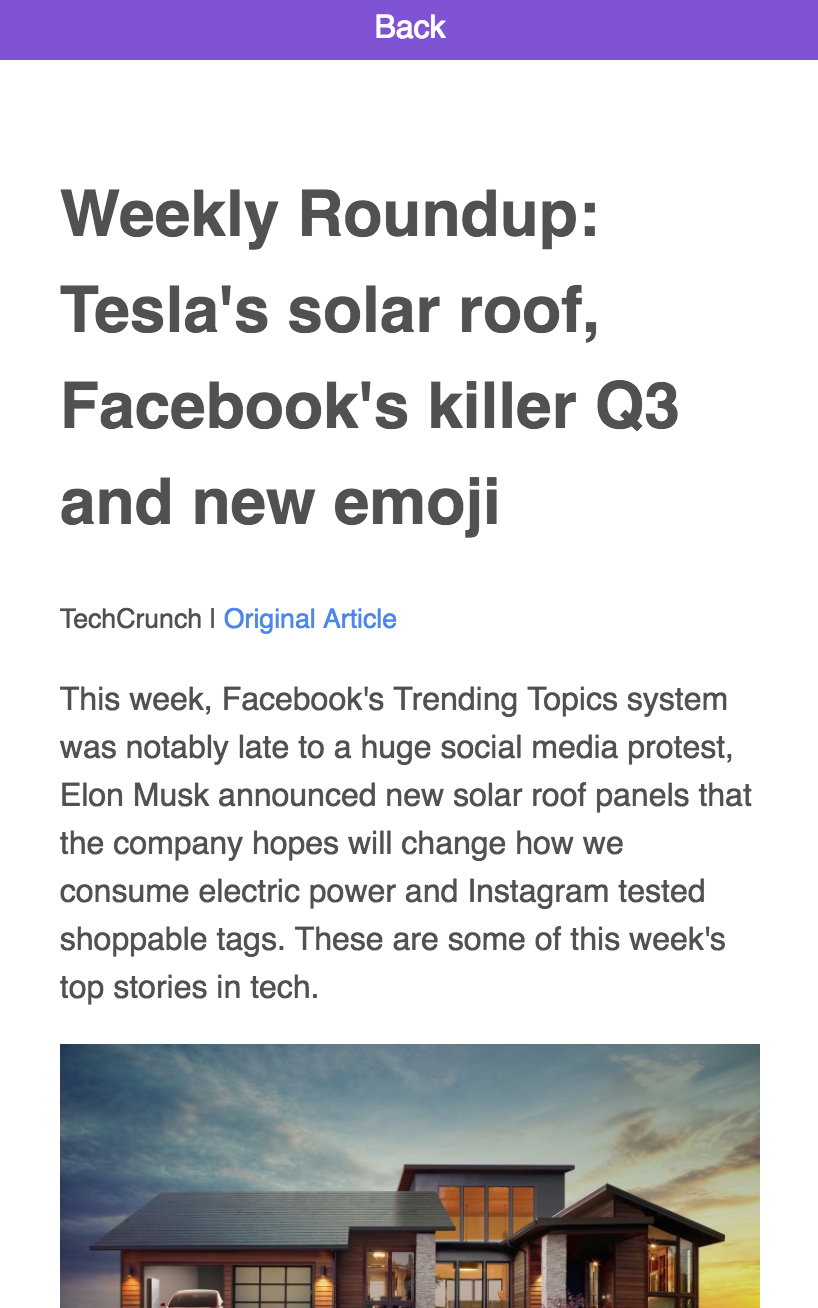 Back
Weekly Roundup:
Tesla's solar roof,
Facebook's killer Q3
and new emoji
TechCrunch | Original Article
This week, Facebook's Trending Topics system
was notably late to a huge social media protest,
Elon Musk announced new solar roof panels that
the company hopes will change how we
consume electric power and Instagram tested
shoppable tags. These are some of this week's
top stories in tech.